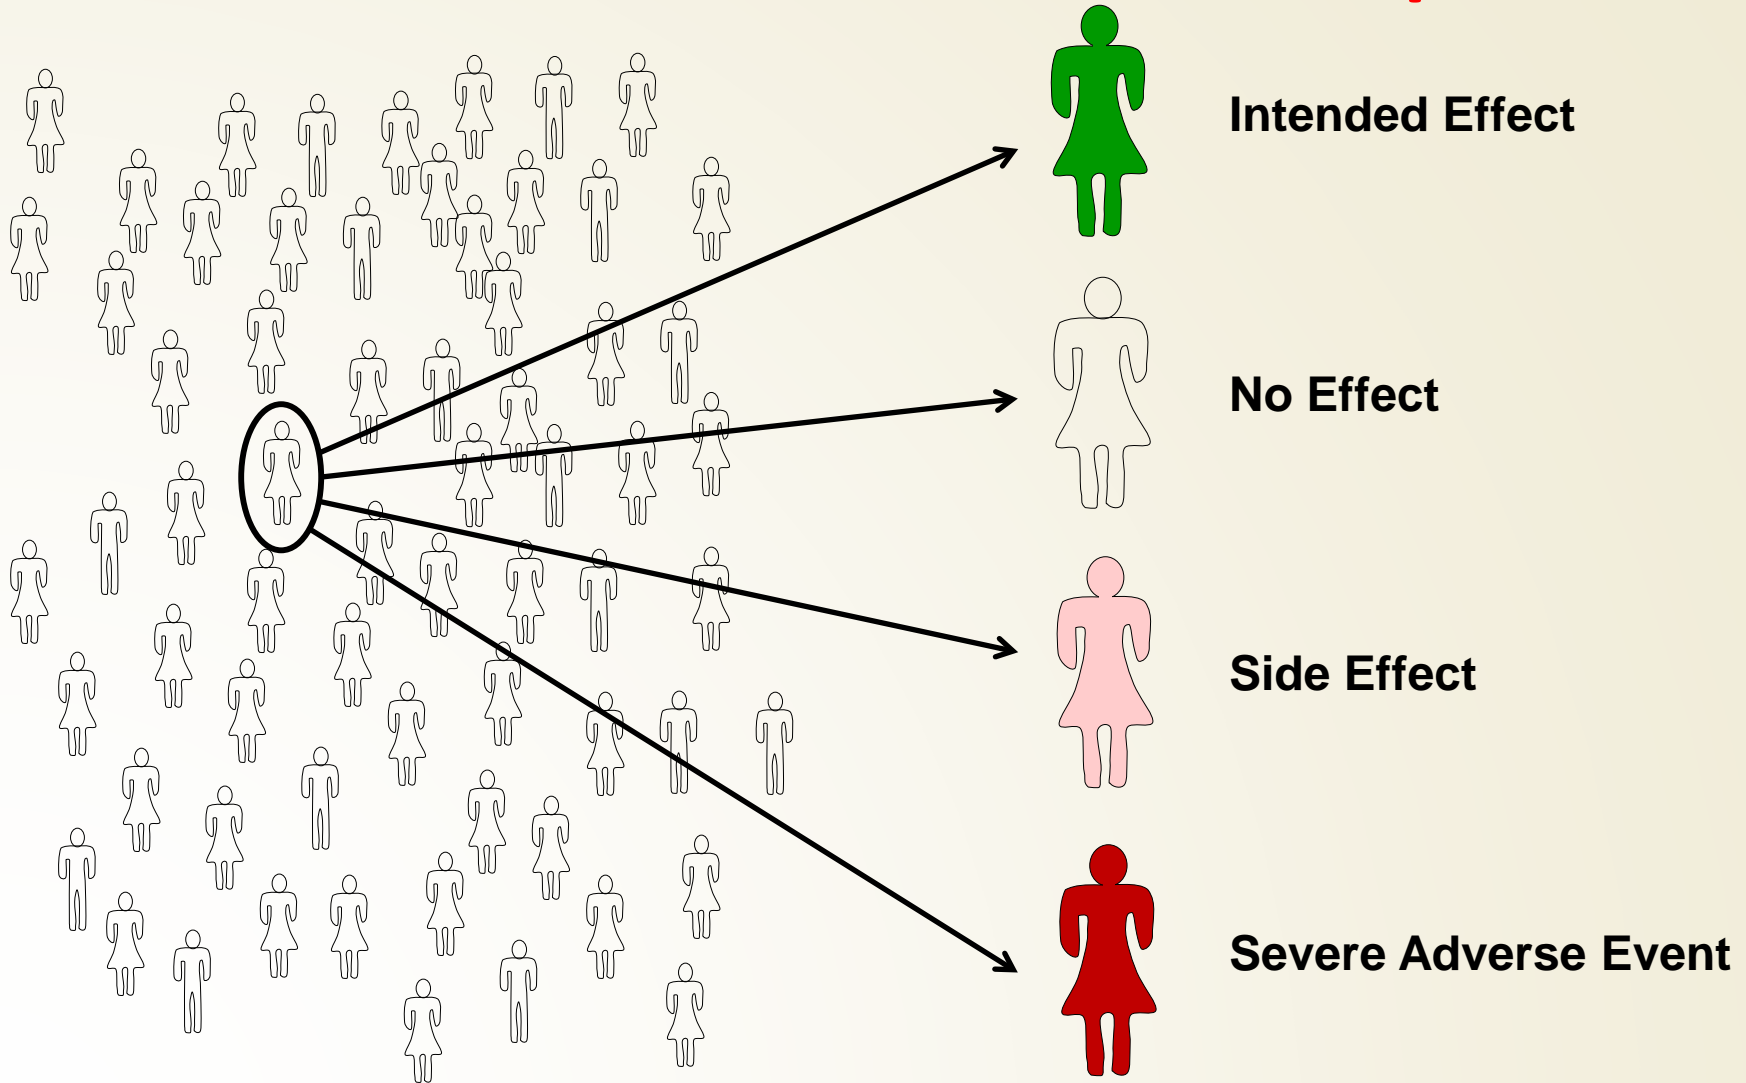 Intended Effect
No Effect
Side Effect
Severe Adverse Event